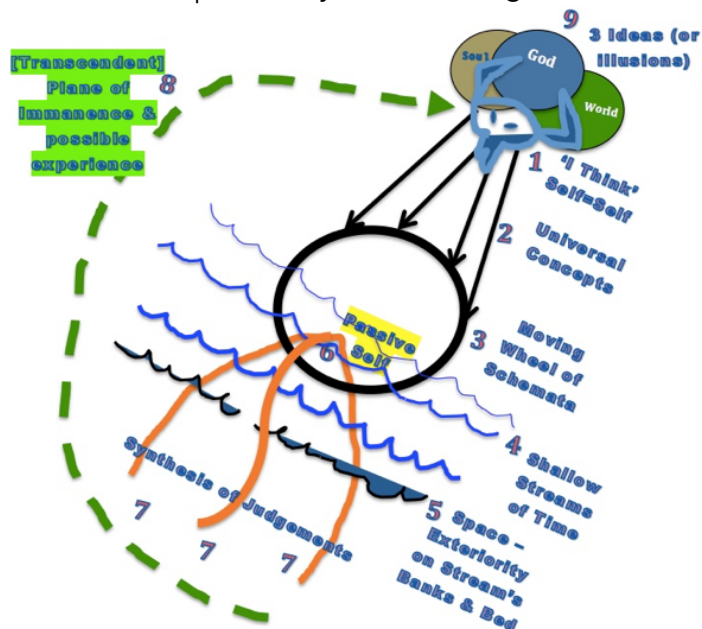 9
3 Ideas (or
illusions)
Soul
God
World
[Transcendent]
Plane of
Immanence &
possible
experience
8
1
‘I Think’
Self=Self
2
Universal
Concepts
3
Moving
Wheel of
Schemata
Passive
Self
6
4
Shallow
Streams
of Time
5
Space –
Exteriority
on Stream's
Banks & Bed
Synthesis of Judgements
7
7
7